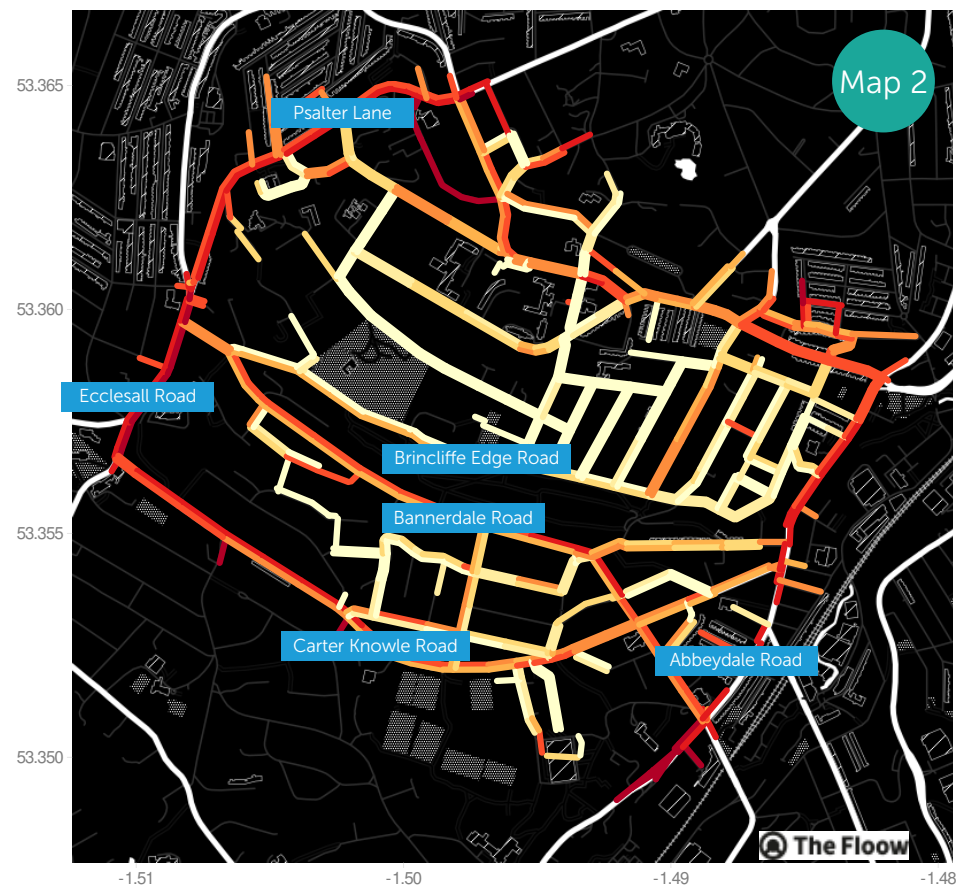 Map 2
53.365
Psalter Lane
53.360
Ecclesall Road
Brincliffe Edge Road
Bannerdale Road
53.355
Carter Knowle Road
Abbeydale Road
53.350
The Floow
-1.51
-1.50
-1.49
-1.48